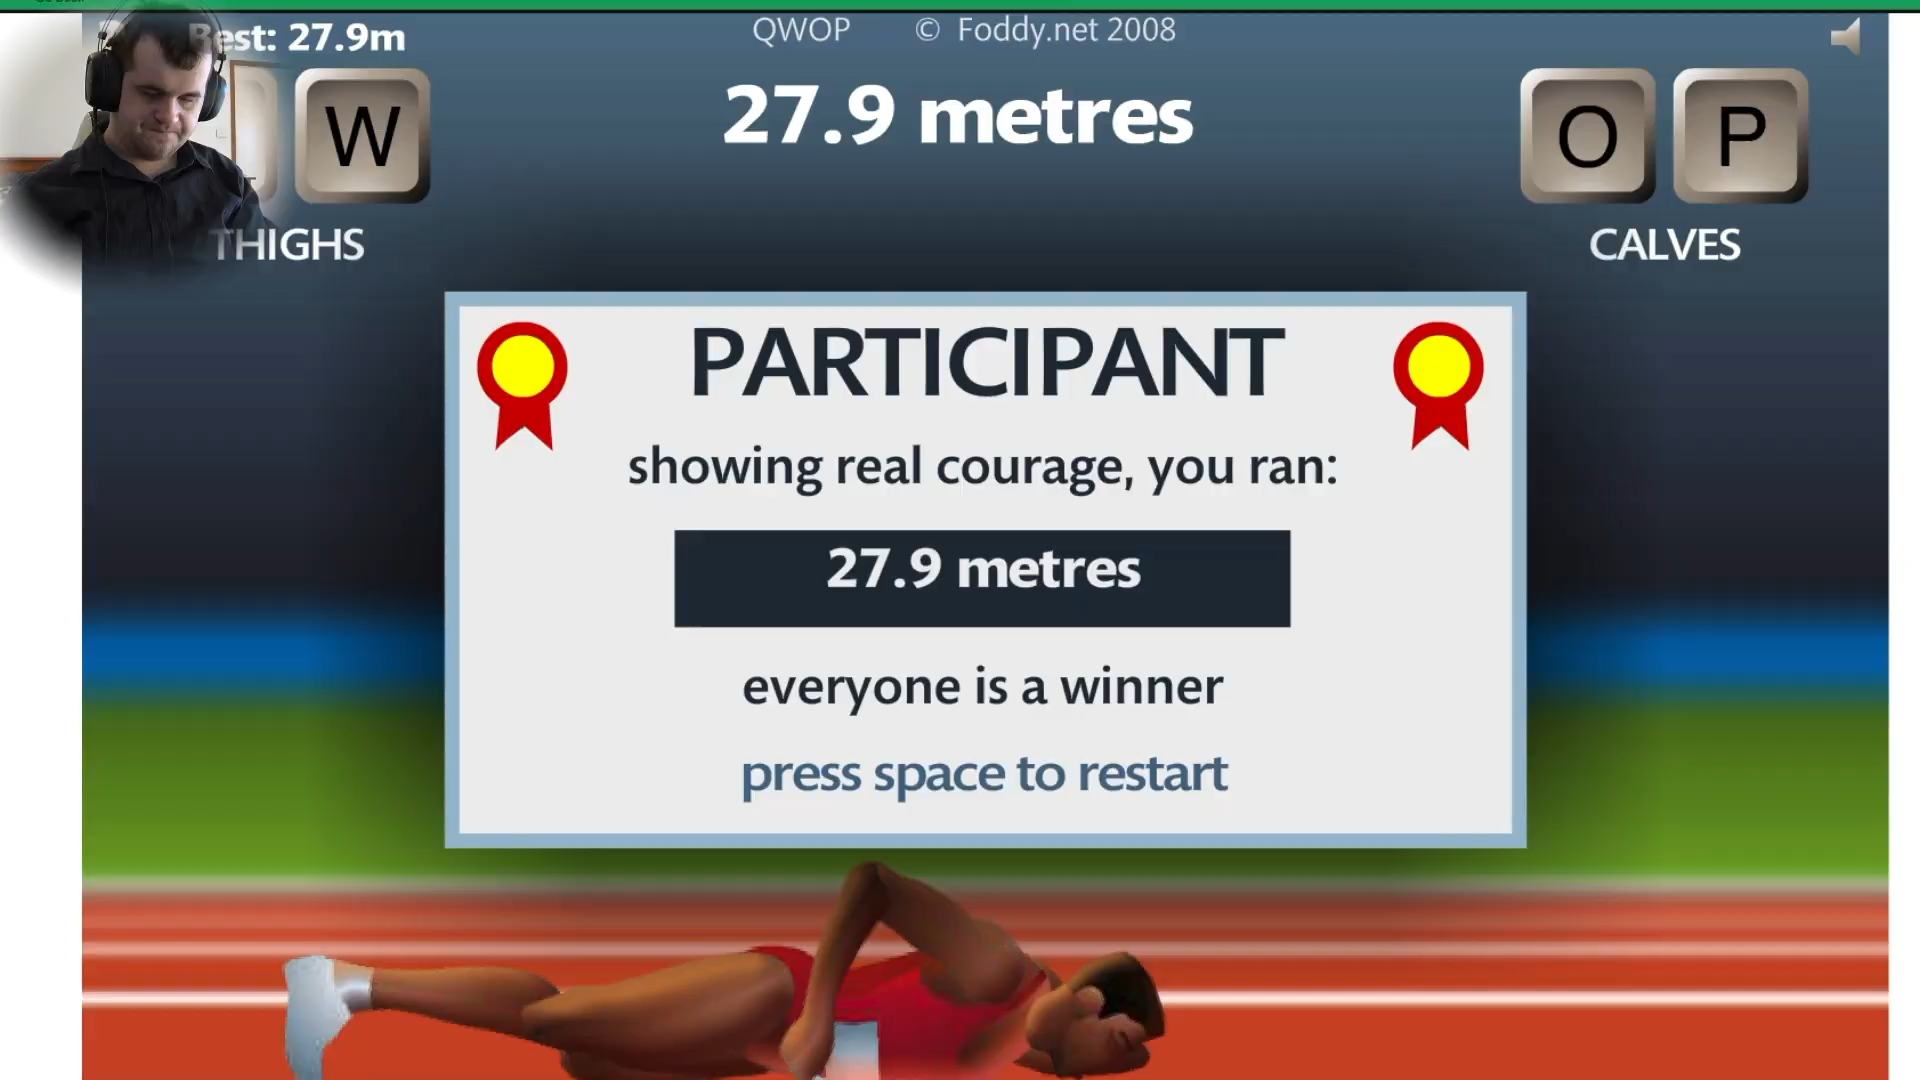 Best: 27.9m
QWOP © Foddy.net 2008
27.9 metres
W
O P
THIGHS
CALVES
PARTICIPANT
showing real courage, you ran:
27.9 metres
everyone is a winner
press space to restart